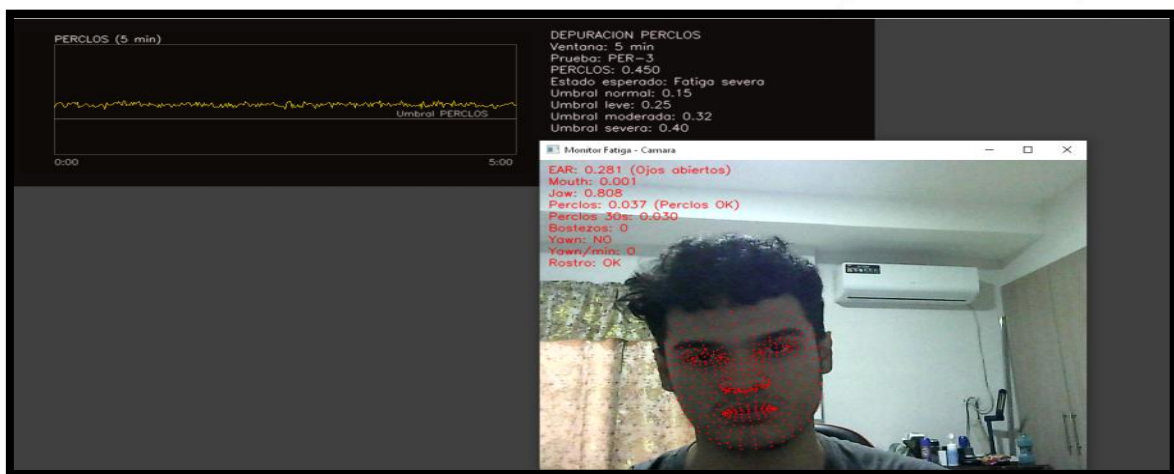 PERCLOS (5 min)
Umbral PERCLOS
0:00
5:00
DEPURACION PERCLOS
Ventana: 5 min
Prueba: PER-3
PERCLOS: 0.450
Estado esperado: Fatiga severa
Umbral normal: 0.15
Umbral leve: 0.25
Umbral moderada: 0.32
Umbral severa: 0.40
Monitor Fatiga - Camara
EAR: 0.281 (Ojos abiertos)
Mouth: 0.001
Jaw: 0.808
Perclos: 0.037 (Perclos OK)
Perclos 30s: 0.030
Bostezos: 0
Yawn: NO
Yawn/min: 0
Rostro: OK